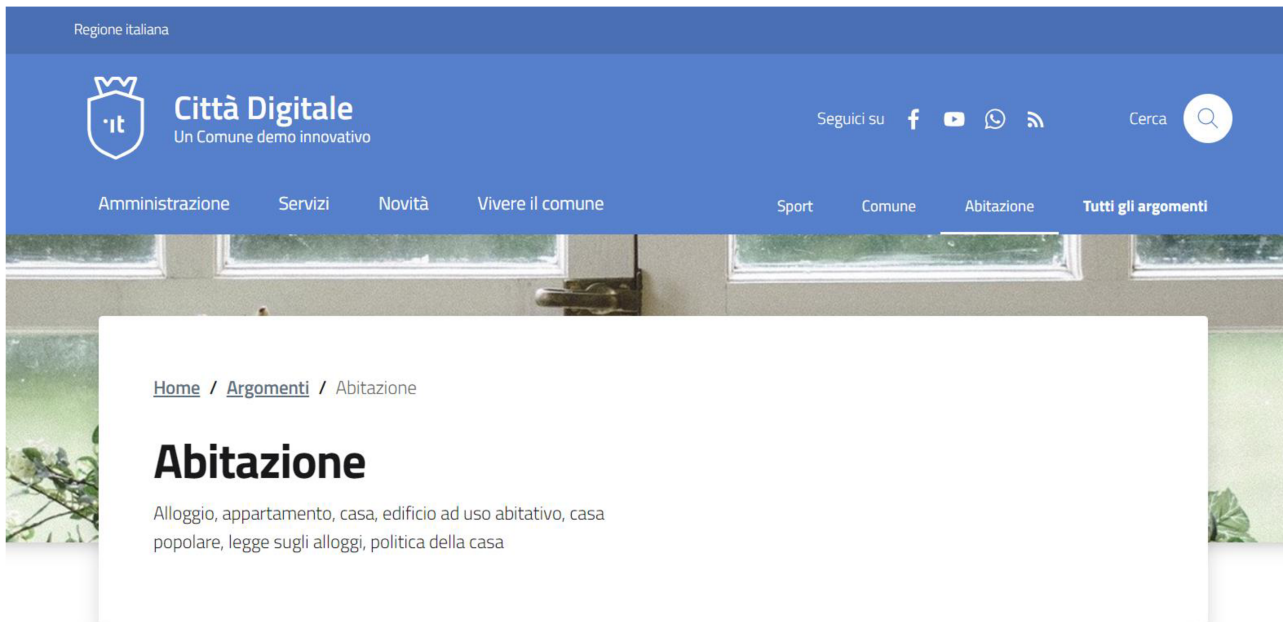 Regione italiana
·ıt
Città Digitale
Un Comune demo innovativo
Seguici su
Cerca
Amministrazione Servizi Novità Vivere il comune
Sport Comune Abitazione Tutti gli argomenti
Home / Argomenti / Abitazione
Abitazione
Alloggio, appartamento, casa, edificio ad uso abitativo, casa
popolare, legge sugli alloggi, politica della casa